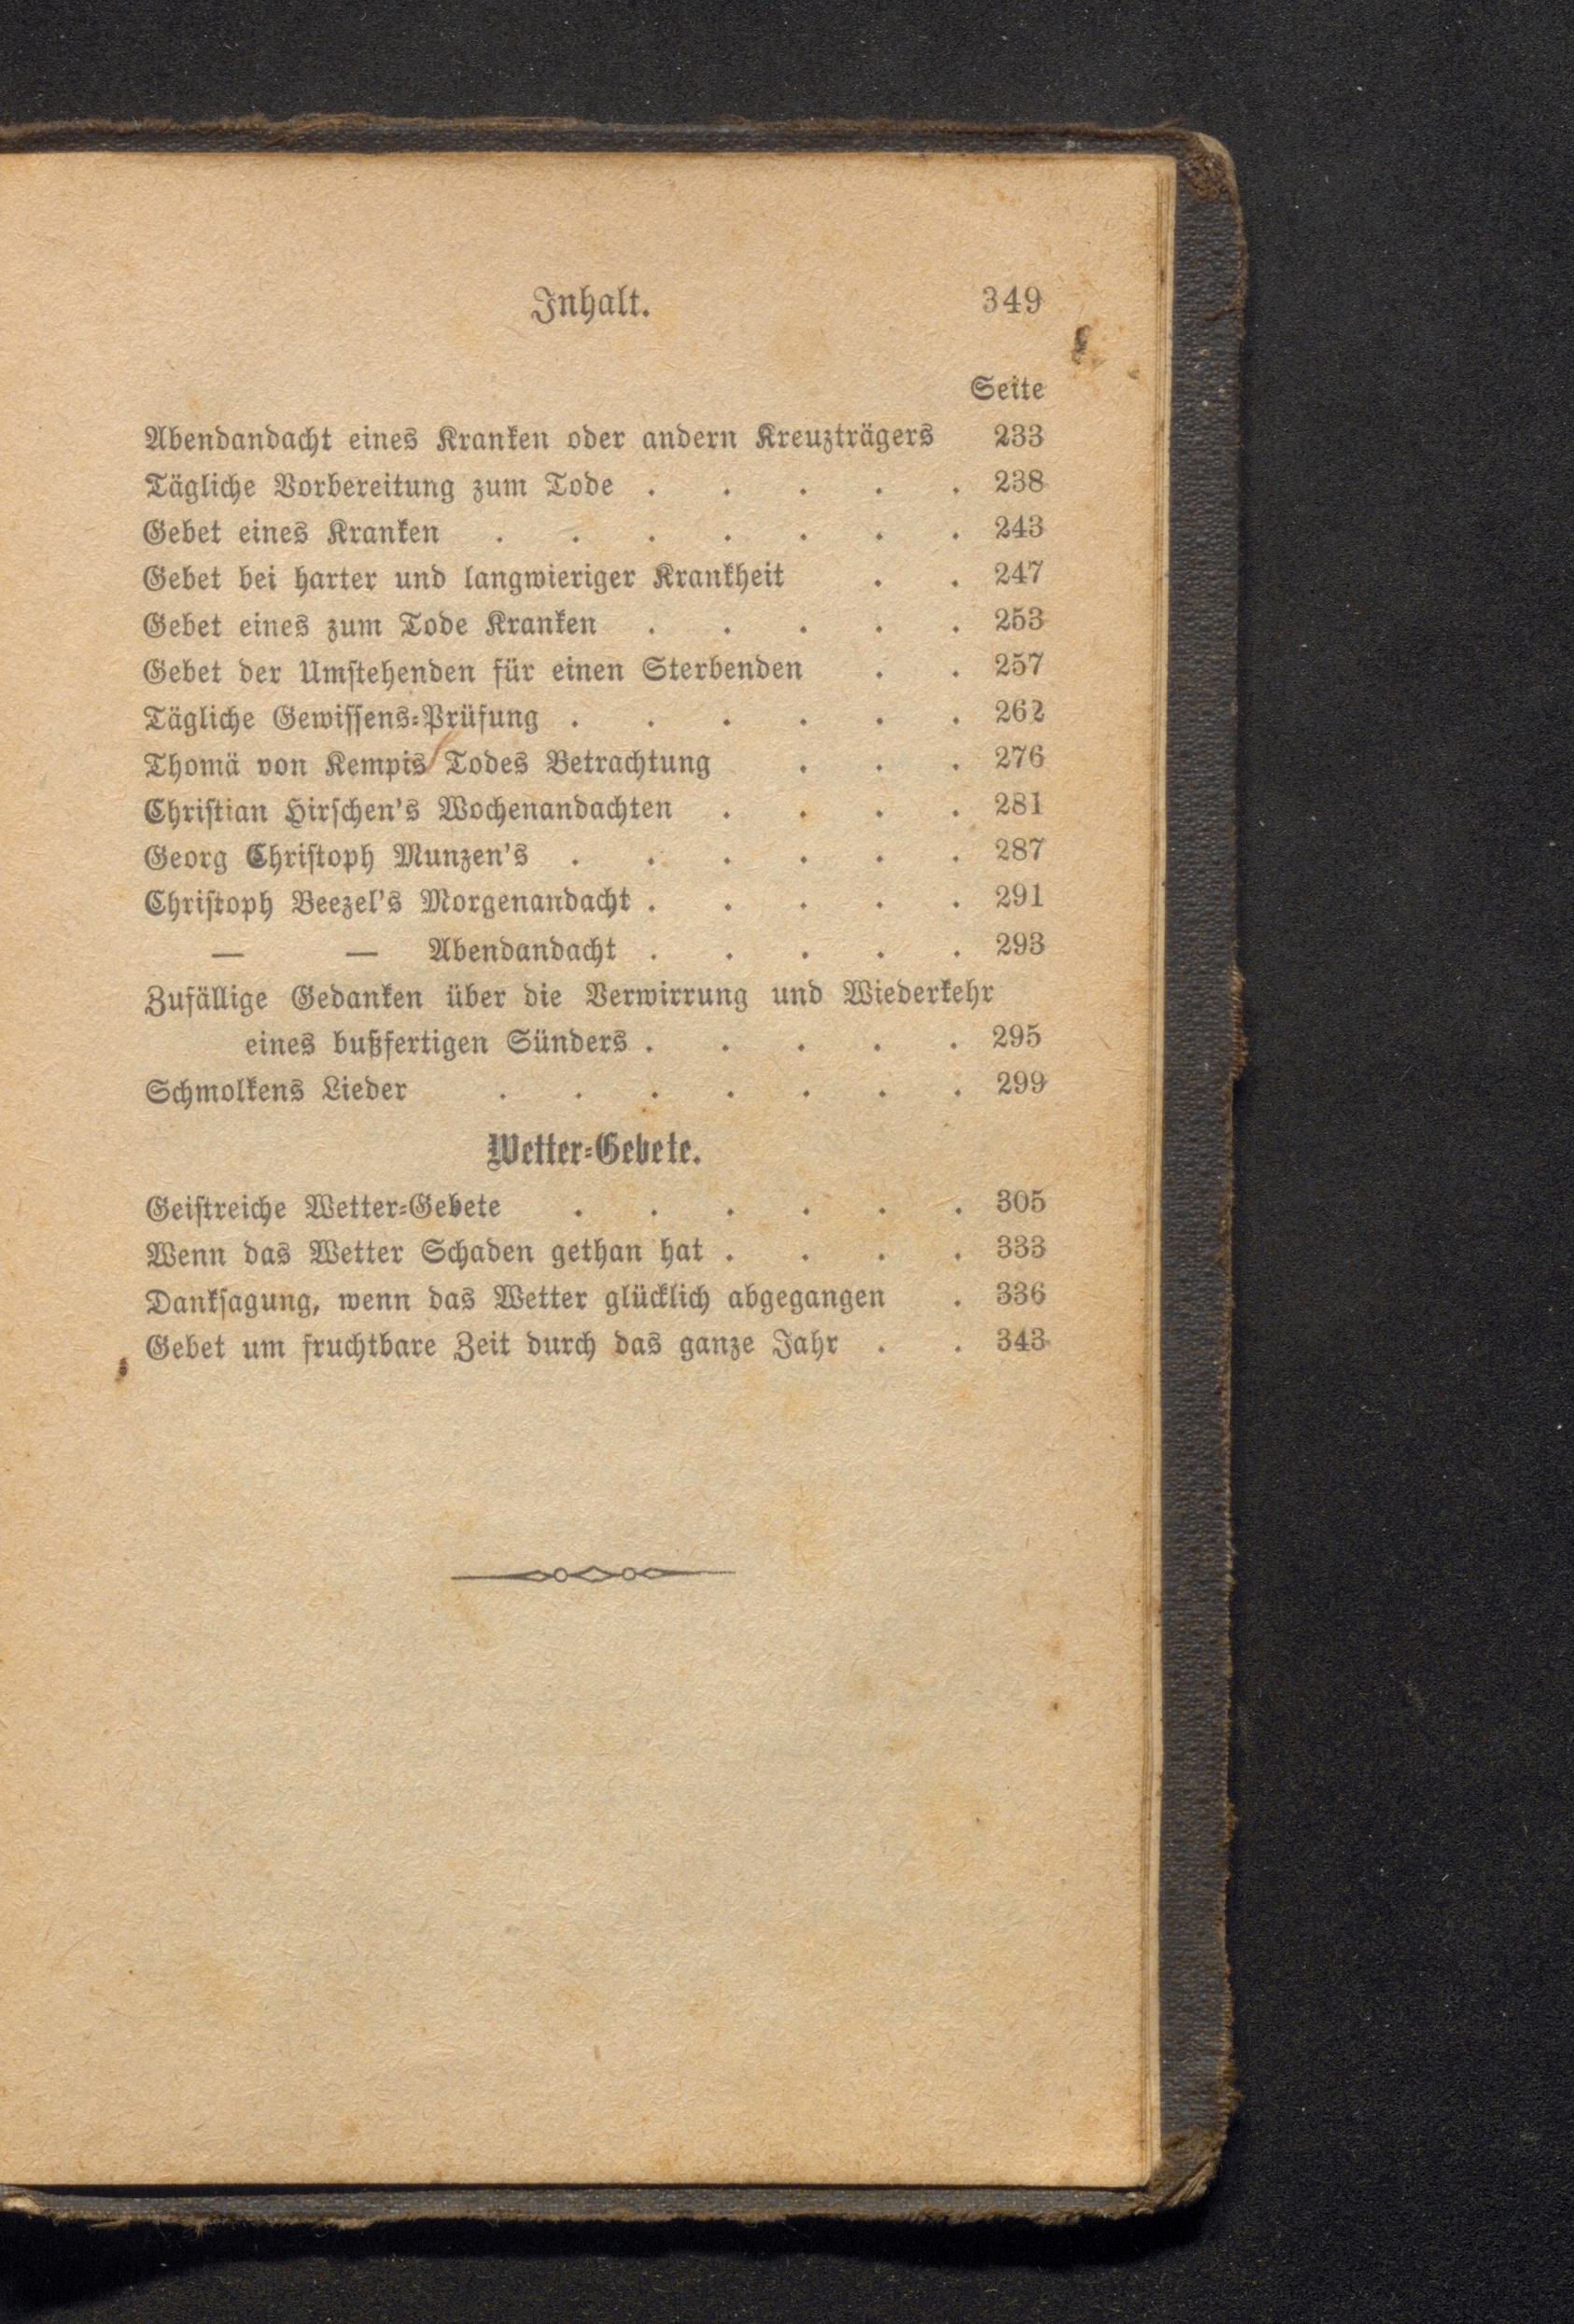 Inhalt. 349
Seite
Abendandacht eines Kranken oder andern Kreuzträgers 233
Tägliche Vorbereitung zum Tode . . . . . 238
Gebet eines Kranken . . . . . . . 243
Gebet bei harter und langwieriger Krankheit . . 247
Gebet eines zum Tode Kranken . . . . . 253
Gebet der Umstehenden für einen Sterbenden . . 257
Tägliche Gewissens-Prüfung . . . . . . 262
Thomä von Kempis Todes Betrachtung . . . 276
Christian Hirschen's Wochenandachten . . . . 281
Georg Christoph Munzen's . . . . . . 287
Christoph Beezel's Morgenandacht . . . . . 291
— — Abendandacht . . . . . 293
Zufällige Gedanken über die Verwirrung und Wiederkehr
eines bußfertigen Sünders . . . . . 295
Schmolkens Lieder . . . . . . . 299
Wetter-Gebete.
Geistreiche Wetter-Gebete . . . . . . 305
Wenn das Wetter Schaden gethan hat . . . . 333
Danksagung, wenn das Wetter glücklich abgegangen . 336
Gebet um fruchtbare Zeit durch das ganze Jahr . . 343